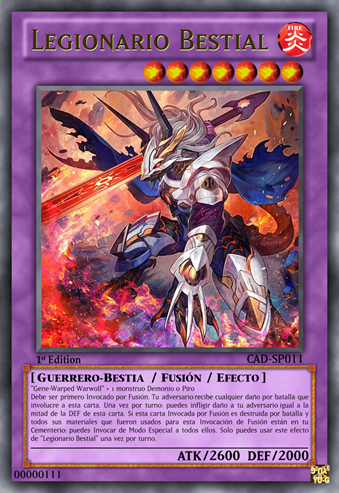 LEGIONARIO BESTIAL
FIRE
炎
1st Edition
CAD-SP011
[ GUERRERO-BESTIA / FUSIÓN / EFECTO ]
"Gene-Warped Warwolf" + 1 monstruo Demonio o Piro
Debe ser primero Invocado por Fusión. Tu adversario recibe cualquier daño por batalla que
involucre a esta carta. Una vez por turno: puedes infligir daño a tu adversario igual a la
mitad de la DEF de esta carta. Si esta carta Invocada por Fusión es destruida por batalla y
todos sus materiales que fueron usados para esta Invocación de Fusión están en tu
Cementerio: puedes Invocar de Modo Especial a todos ellos. Solo puedes usar este efecto
de "Legionario Bestial" una vez por turno.
ATK/2600 DEF/2000
00000111